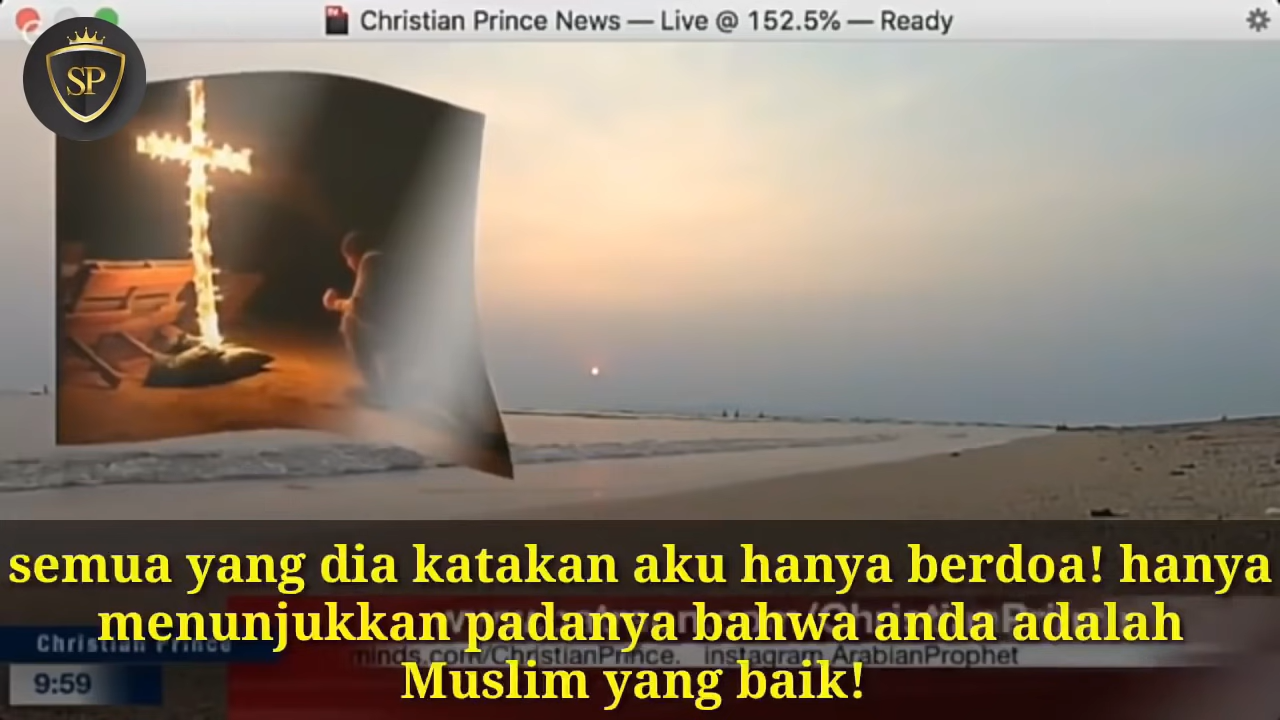 Christian Prince News — Live @ 152.5% — Ready
SP
semua yang dia katakan aku hanya berdoa! hanya
menunjukkan padanya bahwa anda adalah
Muslim yang baik!
Christian Prince
minds.com/ChristianPrince. instagram ArabianProphet
9:59